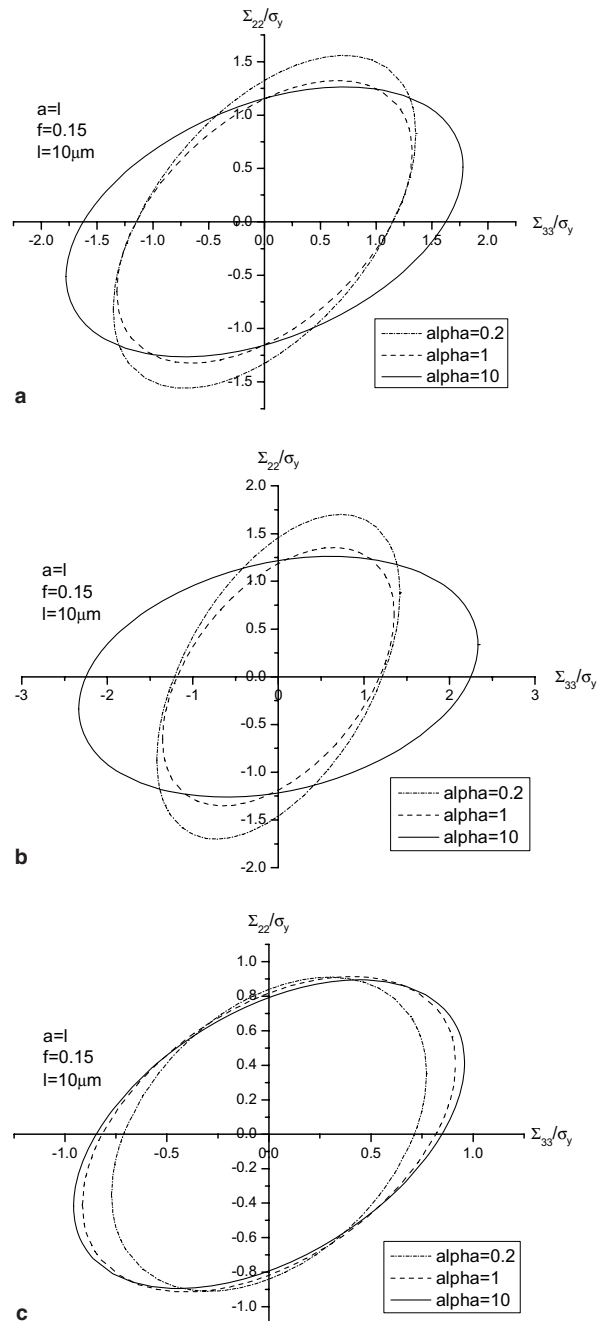 Σ22/σy
1.5
1.0
0.5
0.0
-0.5
-1.0
-1.5
-2.0 -1.5 -1.0 -0.5 0.0 0.5 1.0 1.5 2.0
Σ33/σy
a=l
f=0.15
l=10μm
alpha=0.2
alpha=1
alpha=10
a
Σ22/σy
2.0
1.5
1.0
0.5
0.0
-0.5
-1.0
-1.5
-2.0
-3 -2 -1 0 1 2 3
Σ33/σy
a=l
f=0.15
l=10μm
alpha=0.2
alpha=1
alpha=10
b
Σ22/σy
1.0
0.8
0.6
0.4
0.2
0.0
-0.2
-0.4
-0.6
-0.8
-1.0
-1.0 -0.5 0.0 0.5 1.0
Σ33/σy
a=l
f=0.15
l=10μm
alpha=0.2
alpha=1
alpha=10
c